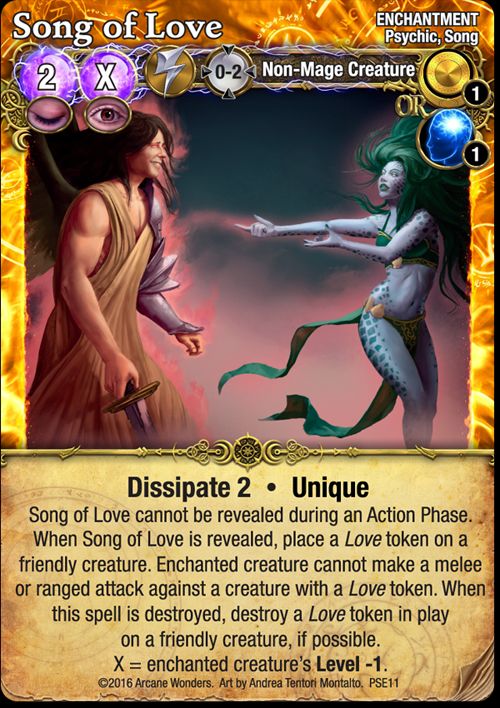 Song of Love
ENCHANTMENT
Psychic, Song
2 X 0-2 Non-Mage Creature
1
OR
1
Dissipate 2 • Unique
Song of Love cannot be revealed during an Action Phase.
When Song of Love is revealed, place a Love token on a
friendly creature. Enchanted creature cannot make a melee
or ranged attack against a creature with a Love token. When
this spell is destroyed, destroy a Love token in play
on a friendly creature, if possible.
X = enchanted creature's Level -1.
©2016 Arcane Wonders. Art by Andrea Tentori Montalto. PSE11